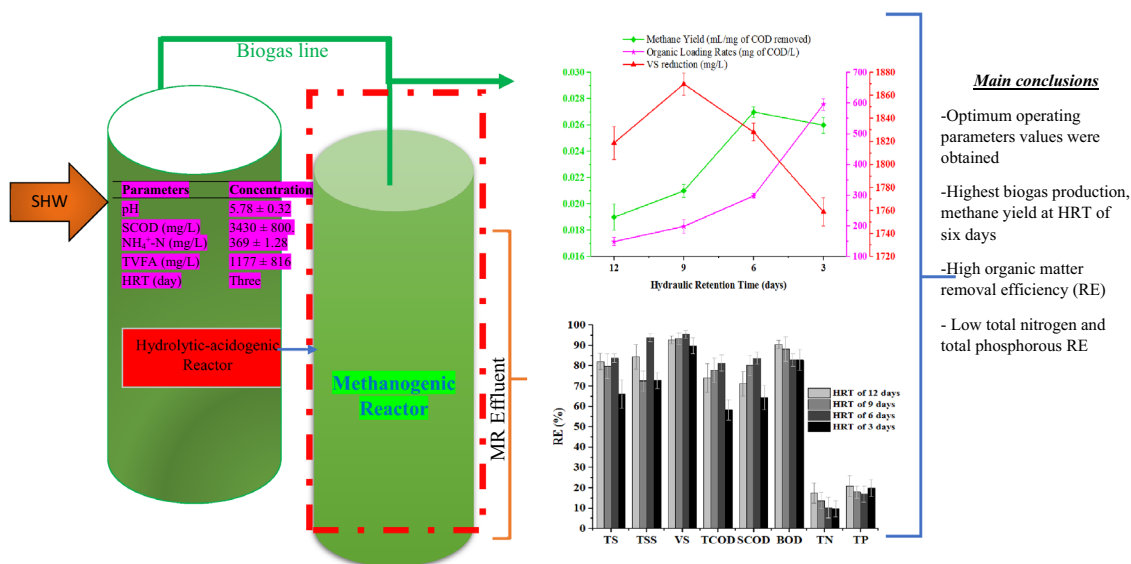 Biogas line
SHW
Parameters Concentration
pH 5.78 ± 0.32
SCOD (mg/L) 3430 ± 800.
NH₄⁺-N (mg/L) 369 ± 1.28
TVFA (mg/L) 1177 ± 816
HRT (day) Three
Hydrolytic-acidogenic
Reactor
Methanogenic
Reactor
MR Effluent
Methane Yield (mL/mg of COD removed)
Organic Loading Rates (mg of COD/L)
VS reduction (mg/L)
0.030
0.028
0.026
0.024
0.022
0.020
0.018
0.016
700
600
500
400
300
200
100
1880
1860
1840
1820
1800
1780
1760
1740
1720
12 9 6 3
Hydraulic Retention Time (days)
RE (%)
100
90
80
70
60
50
40
30
20
10
0
HRT of 12 days
HRT of 9 days
HRT of 6 days
HRT of 3 days
TS TSS VS TCOD SCOD BOD TN TP
Main conclusions
-Optimum operating
parameters values were
obtained
-Highest biogas production,
methane yield at HRT of
six days
-High organic matter
removal efficiency (RE)
- Low total nitrogen and
total phosphorous RE